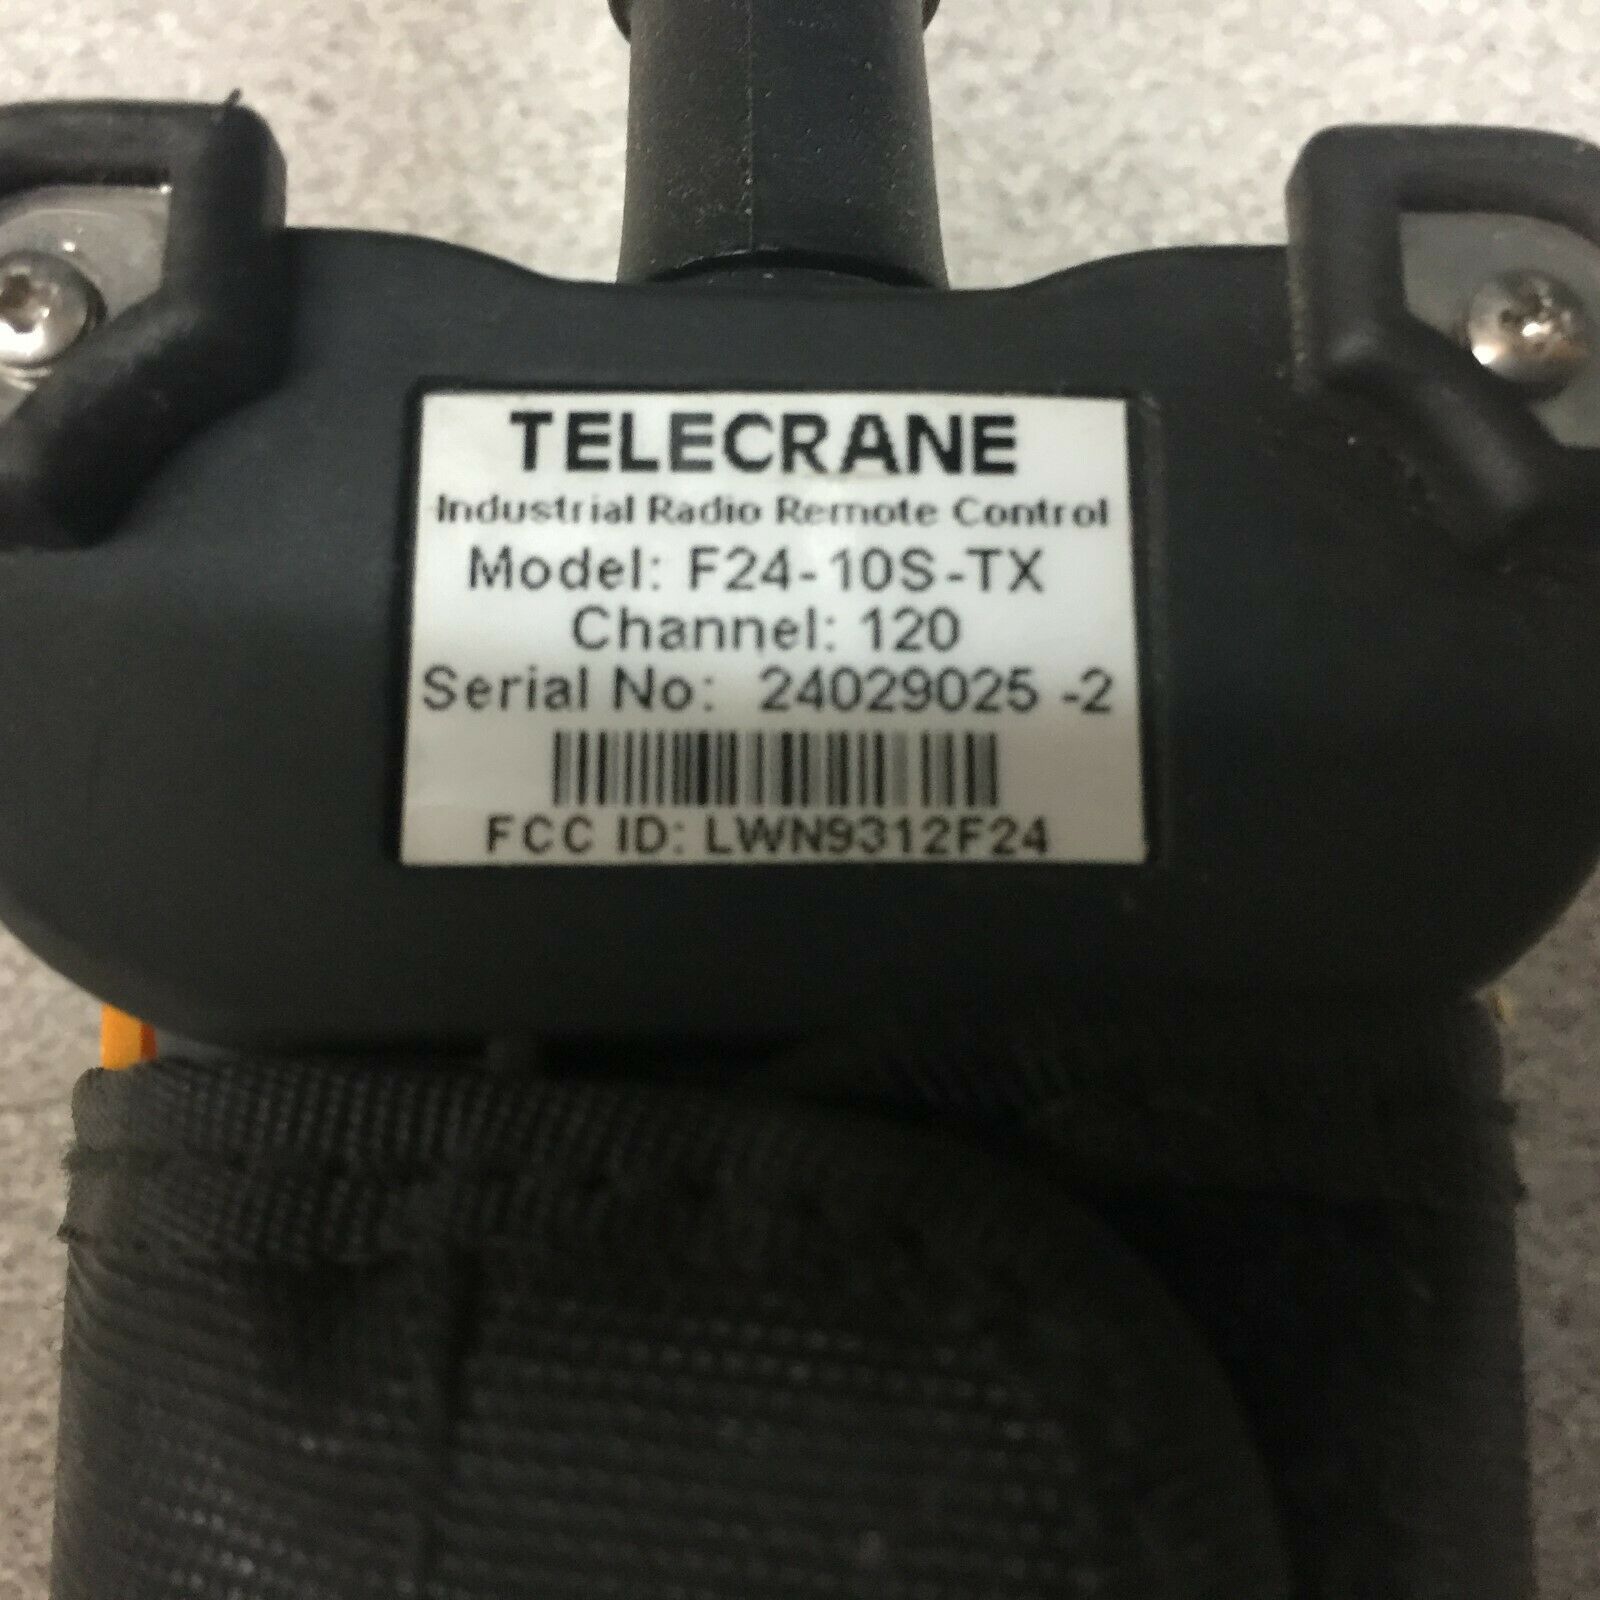 TELECRANE
Industrial Radio Remote Control
Model: F24-10S-TX
Channel: 120
Serial No: 24029025 -2
FCC ID: LWN9312F24